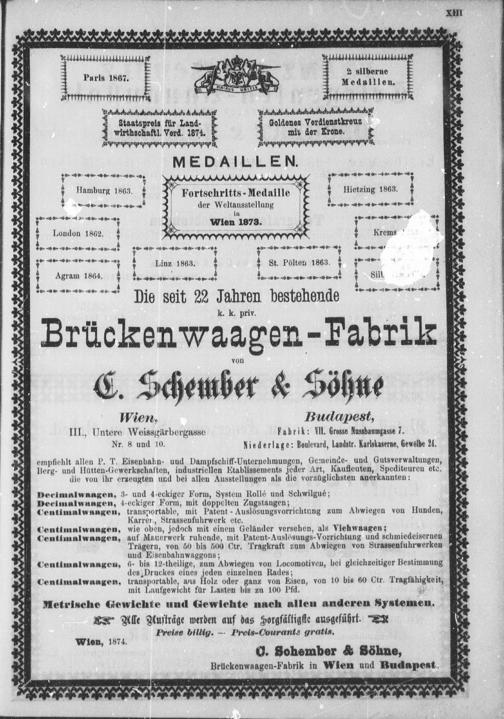 XIII
Paris 1867.
2 silberne
Medaillen.
Staatspreis für Land-
wirthschaftl. Verd. 1874.
Goldenes Verdienstkreuz
mit der Krone.
MEDAILLEN.
Hamburg 1863.
Fortschritts-Medaille
der Weltausstellung
in
Wien 1873.
Hietzing 1863.
London 1862.
Krems
Agram 1864.
Linz 1863.
St. Pölten 1863.
Die seit 22 Jahren bestehende
k. k. priv.
Brückenwaagen-Fabrik
von
C. Schember & Söhne
Wien,
III., Untere Weissgärbergasse
Nr. 8 und 10.
Budapest,
Fabrik: VII. Grosse Nussbaumgasse 7.
Niederlage: Boulevard, Landstr. Karlskaserne, Gewölbe 24.
empfiehlt allen P. T. Eisenbahn- und Dampfschiff-Unternehmungen, Gemeinde- und Gutsverwaltungen,
Berg- und Hütten-Gewerkschaften, industriellen Etablissements jeder Art, Kaufleuten, Spediteuren etc.
die von ihr erzeugten und bei allen Ausstellungen als die vorzüglichsten anerkannten:
Decimalwaagen, 3- und 4-eckiger Form, System Rollé und Schwilgué;
Decimalwaagen, 4-eckiger Form, mit doppelten Zugstangen;
Centimalwaagen, transportable, mit Patent-Auslösungsvorrichtung zum Abwiegen von Hunden,
Karren, Strassenfuhrwerk etc.
Centimalwaagen, wie oben, jedoch mit einem Geländer versehen, als Viehwaagen;
Centimalwaagen, auf Mauerwerk ruhende, mit Patent-Auslösungs-Vorrichtung und schmiedeisernen
Trägern, von 50 bis 500 Ctr. Tragkraft zum Abwiegen von Strassenfuhrwerken
und Eisenbahnwaggons;
Centimalwaagen, 6- bis 12-theilige, zum Abwiegen von Locomotiven, bei gleichzeitiger Bestimmung
des Druckes eines jeden einzelnen Rades;
Centimalwaagen, transportable, aus Holz oder ganz von Eisen, von 10 bis 60 Ctr. Tragfähigkeit,
mit Laufgewicht für Lasten bis zu 100 Pfd.
Metrische Gewichte und Gewichte nach allen anderen Systemen.
Alle Aufträge werden auf das Sorgfältigste ausgeführt.
Preise billig. — Preis-Courants gratis.
Wien, 1874.
C. Schember & Söhne,
Brückenwaagen-Fabrik in Wien und Budapest.